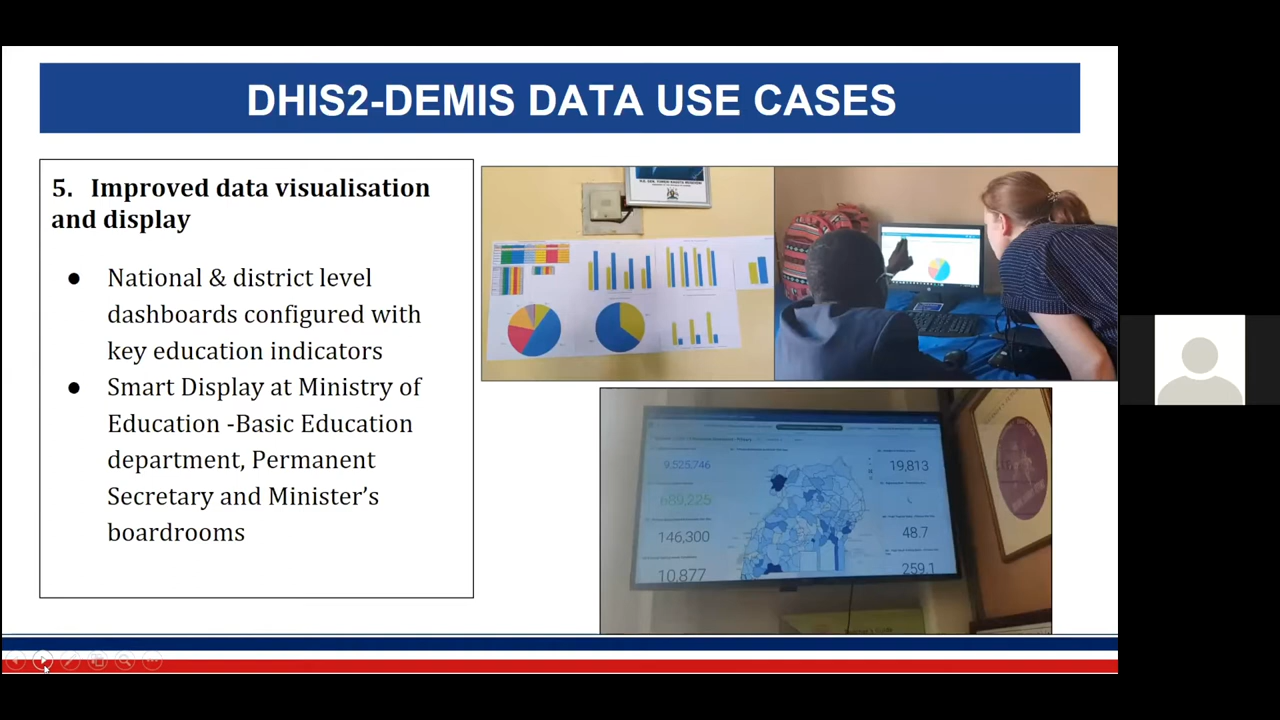 DHIS2-DEMIS DATA USE CASES
5. Improved data visualisation
and display
● National & district level
dashboards configured with
key education indicators
● Smart Display at Ministry of
Education -Basic Education
department, Permanent
Secretary and Minister’s
boardrooms
9,525,746
689,225
146,300
10,877
19,813
48.7
259.1